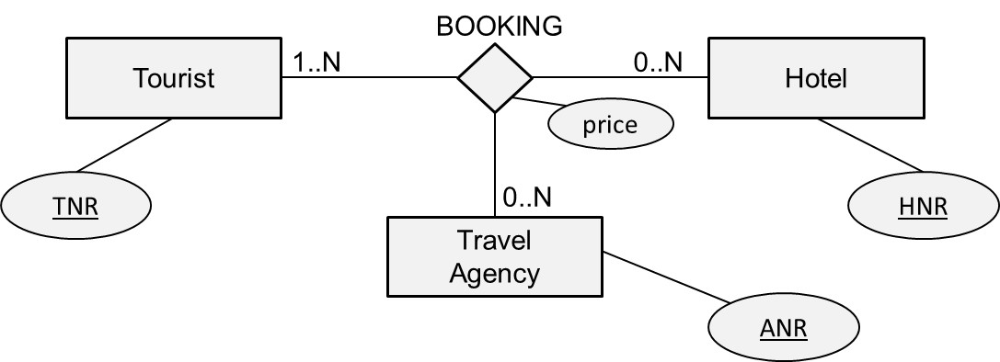 BOOKING
Tourist
1..N
0..N
Hotel
price
TNR
0..N
HNR
Travel
Agency
ANR